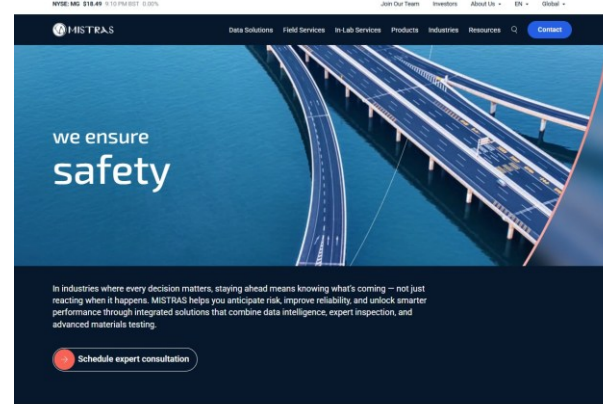 NYSE: MG $18.49 9:10 PM BST 0.00% Join Our Team Investors About Us EN Global
MISTRAS Data Solutions Field Services In-Lab Services Products Industries Resources Contact
we ensure
safety
In industries where every decision matters, staying ahead means knowing what's coming — not just
reacting when it happens. MISTRAS helps you anticipate risk, improve reliability, and unlock smarter
performance through integrated solutions that combine data intelligence, expert inspection, and
advanced materials testing.
Schedule expert consultation